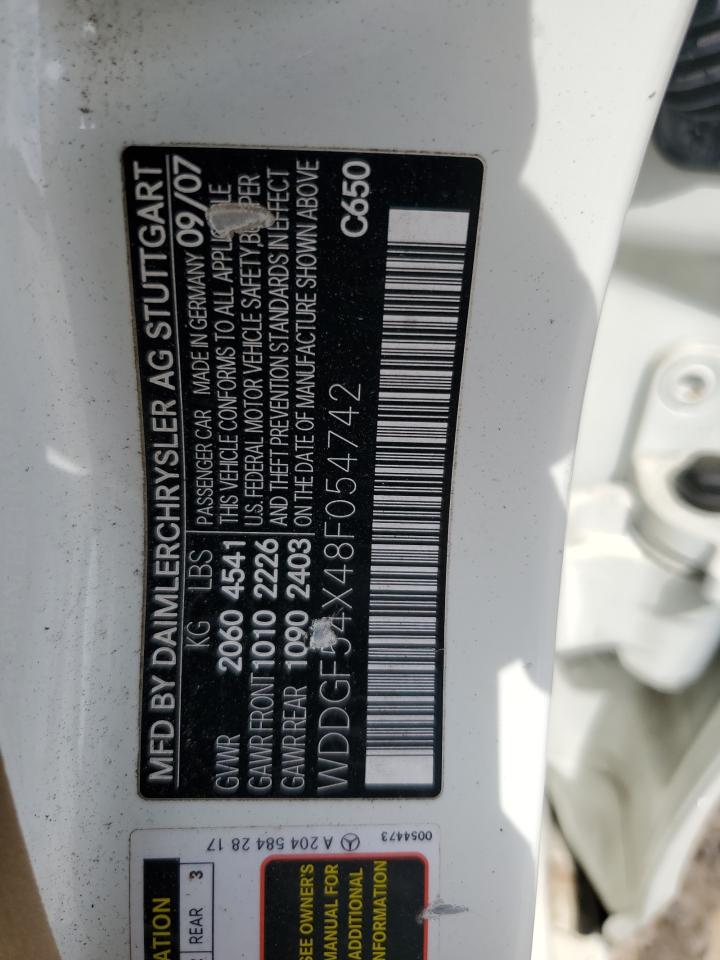 MFD BY DAIMLERCHRYSLER AG STUTTGART
KG LBS PASSENGER CAR MADE IN GERMANY 09/07
GVWR 2060 4541 THIS VEHICLE CONFORMS TO ALL
GAWR FRONT 1010 2226 U.S. FEDERAL MOTOR VEHICLE SAFETY,
AND THEFT PREVENTION STANDARDS IN EFFECT
GAWR REAR 1090 2403 ON THE DATE OF MANUFACTURE SHOWN ABOVE
WDDGF54X48F054742 C650
REAR 3
SEE OWNER'S
MANUAL FOR
ADDITIONAL
INFORMATION
A 204 584 28 17
0054473